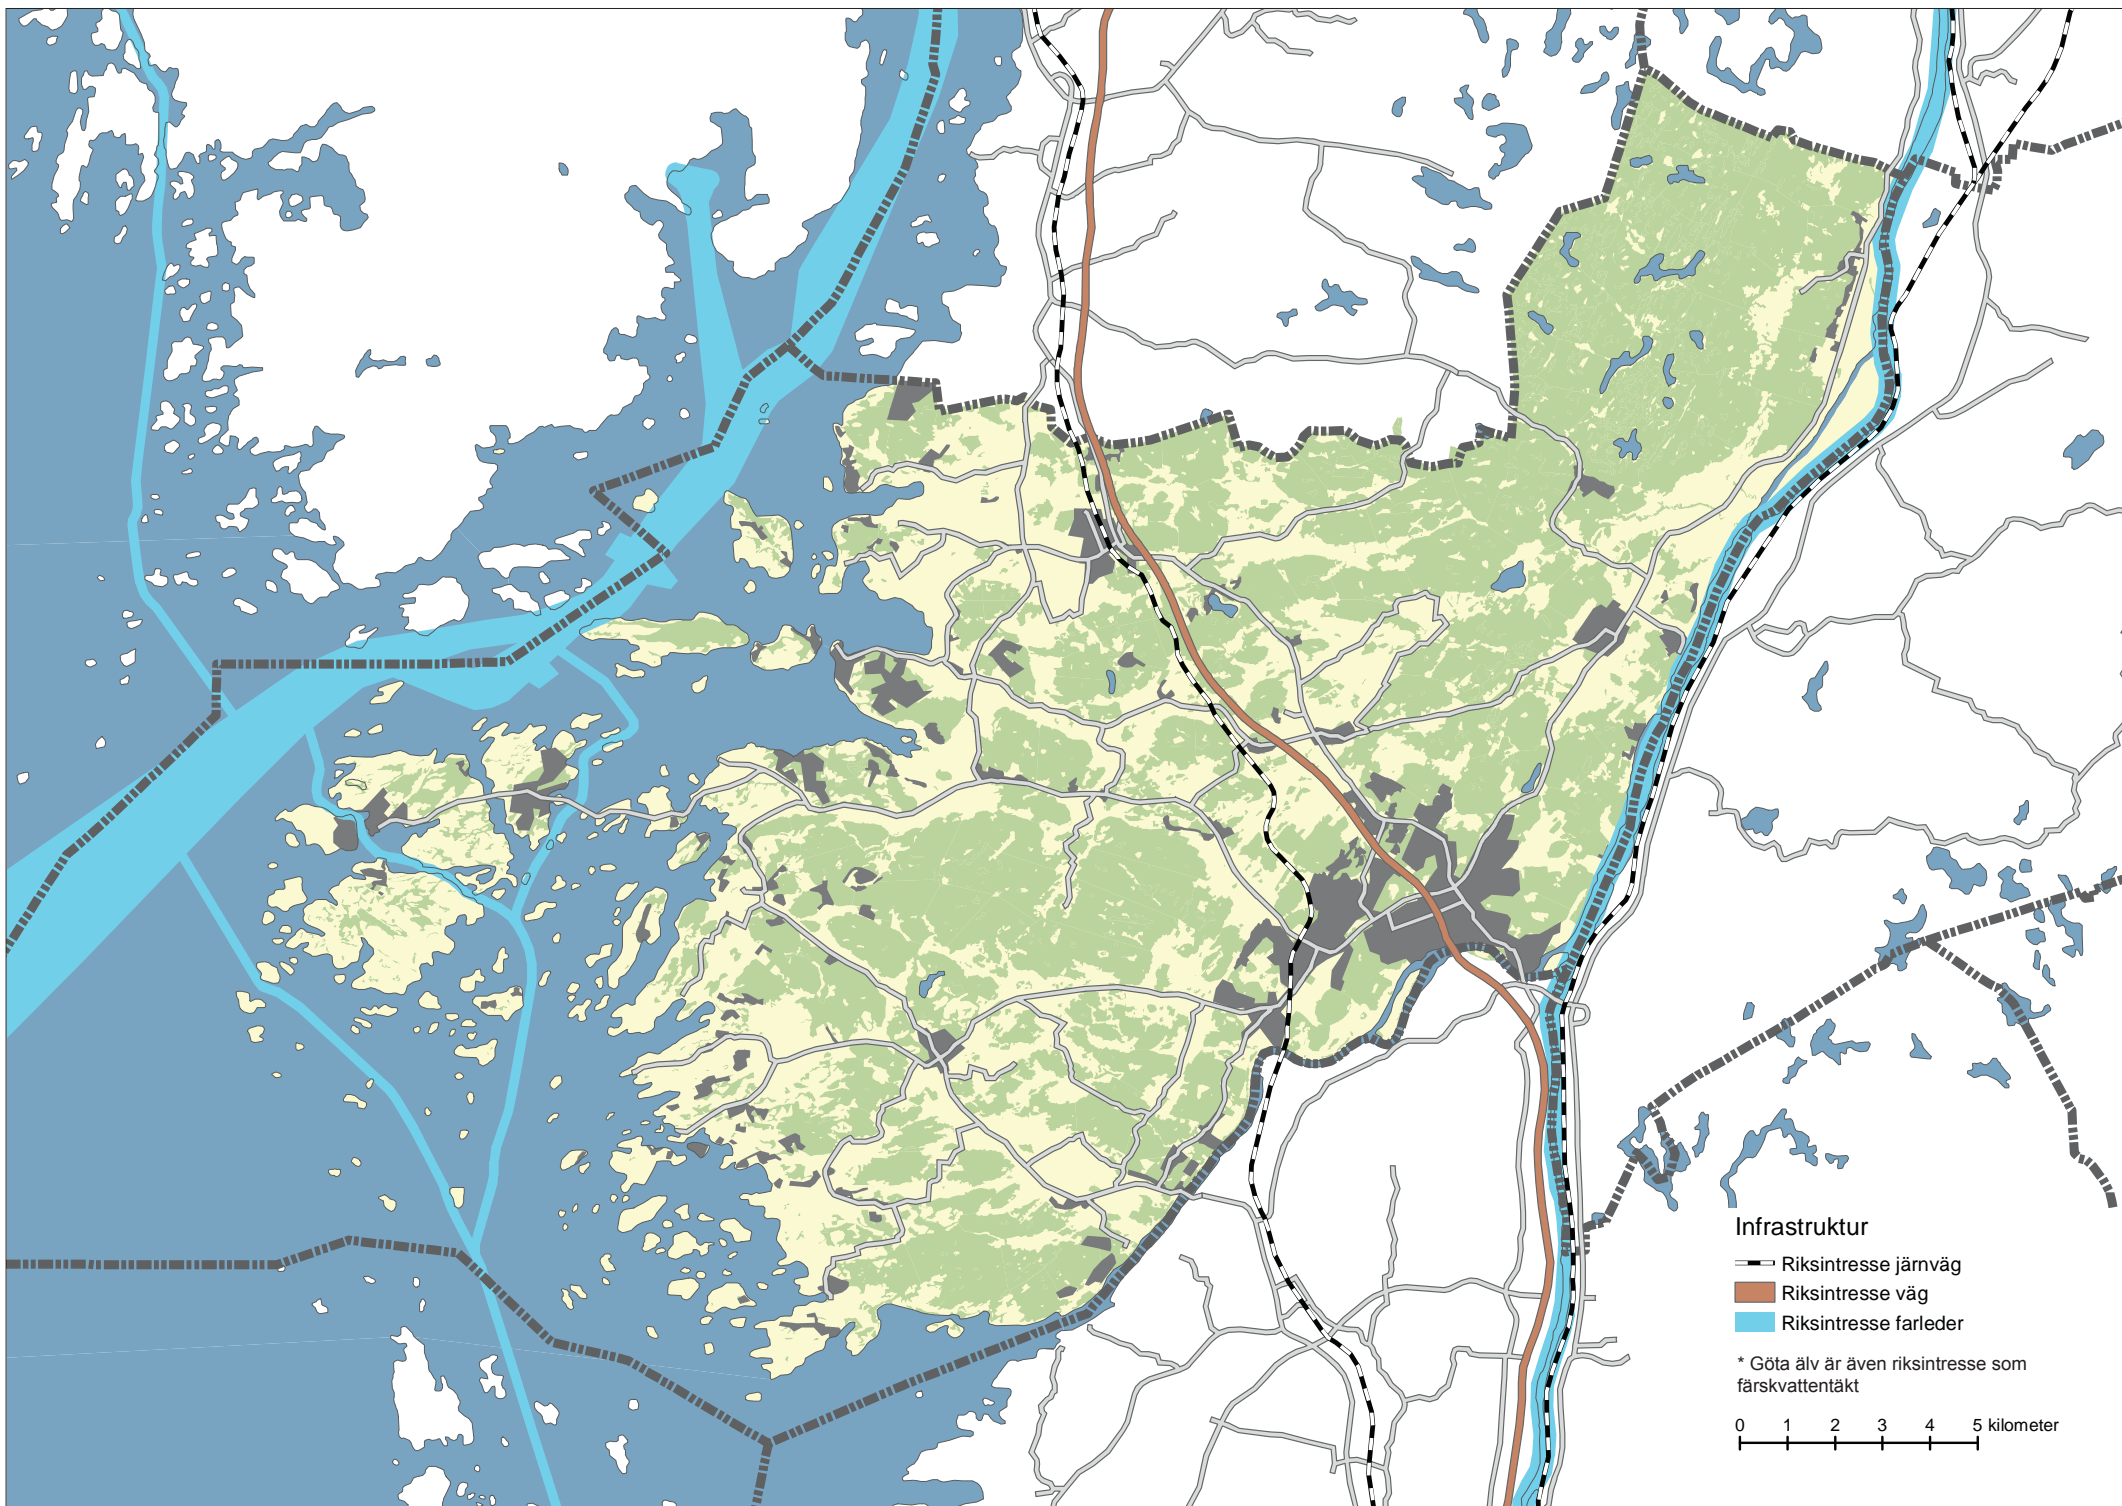 Infrastruktur
Riksintresse järnväg
Riksintresse väg
Riksintresse farleder
* Göta älv är även riksintresse som
färskvattentäkt
0 1 2 3 4 5 kilometer